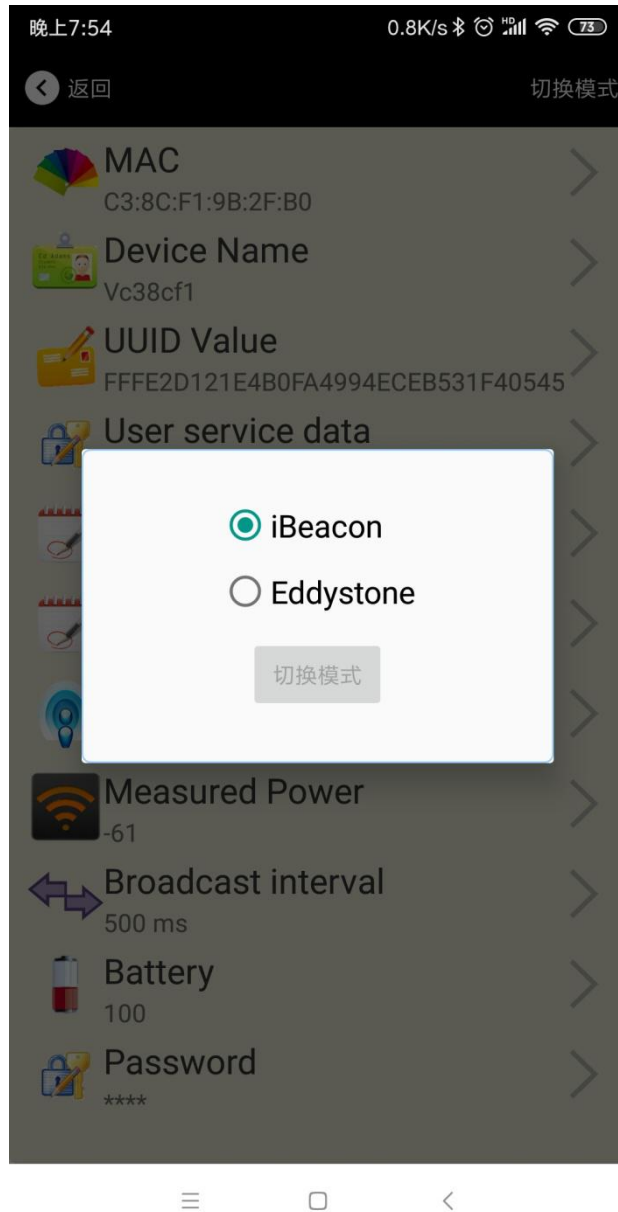 晚上7:54
0.8K/s HD 73
返回
切换模式
MAC
C3:8C:F1:9B:2F:B0
Device Name
Vc38cf1
UUID Value
FFFE2D121E4B0FA4994ECEB531F40545
User service data
iBeacon
Eddystone
切换模式
Measured Power
-61
Broadcast interval
500 ms
Battery
100
Password
****